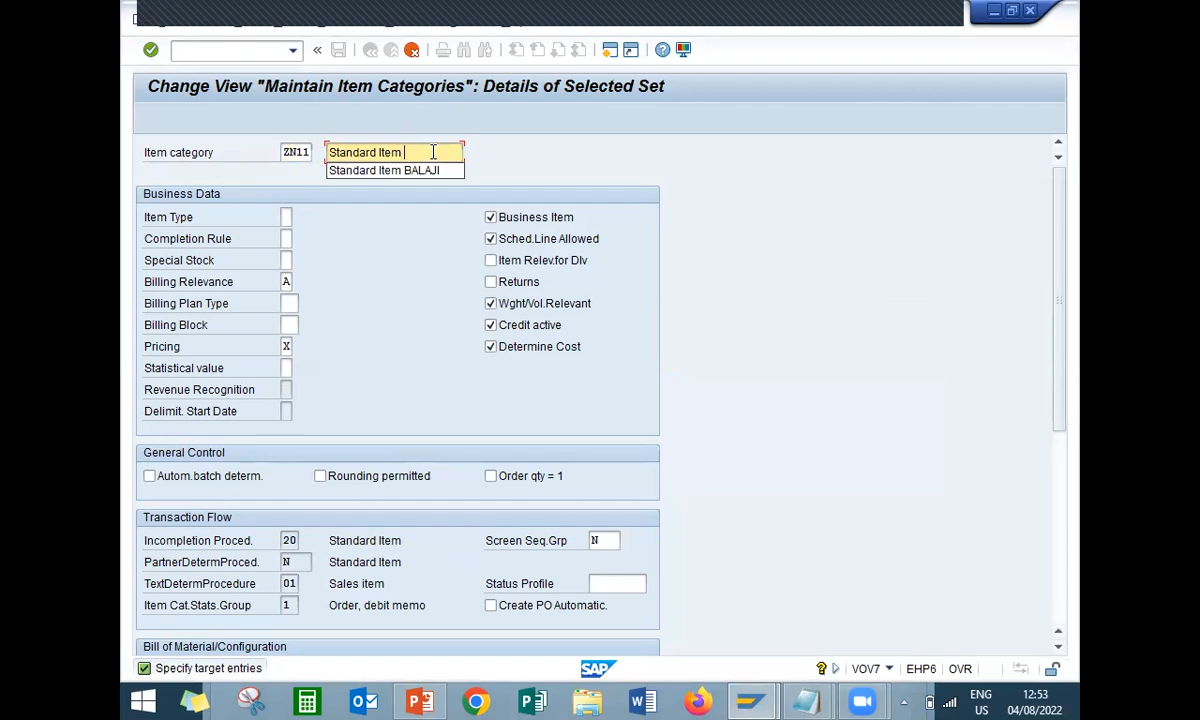 Change View "Maintain Item Categories": Details of Selected Set
Item category ZN11 Standard Item
Standard Item BALAJI
Business Data
Item Type Business Item
Completion Rule Sched.Line Allowed
Special Stock Item Relev.for Dlv
Billing Relevance A Returns
Billing Plan Type Wght/Vol.Relevant
Billing Block Credit active
Pricing X Determine Cost
Statistical value
Revenue Recognition
Delimit. Start Date
General Control
Autom.batch determ. Rounding permitted Order qty = 1
Transaction Flow
Incompletion Proced. 20 Standard Item Screen Seq.Grp N
PartnerDetermProced. N Standard Item
TextDetermProcedure 01 Sales item Status Profile
Item Cat.Stats.Group 1 Order, debit memo Create PO Automatic.
Bill of Material/Configuration
Specify target entries SAP VOV7 EHP6 OVR
ENG 12:53
US 04/08/2022